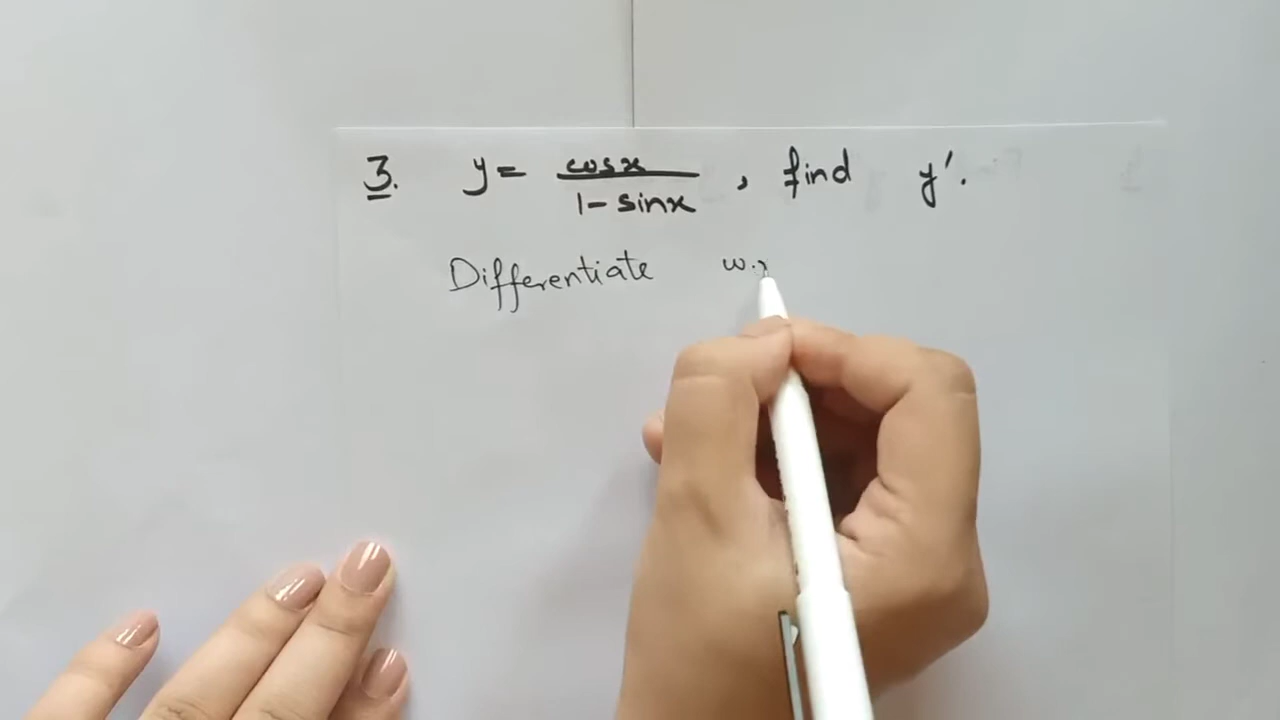 3. y = cosx / 1 - sinx , find y'.
Differentiate w.